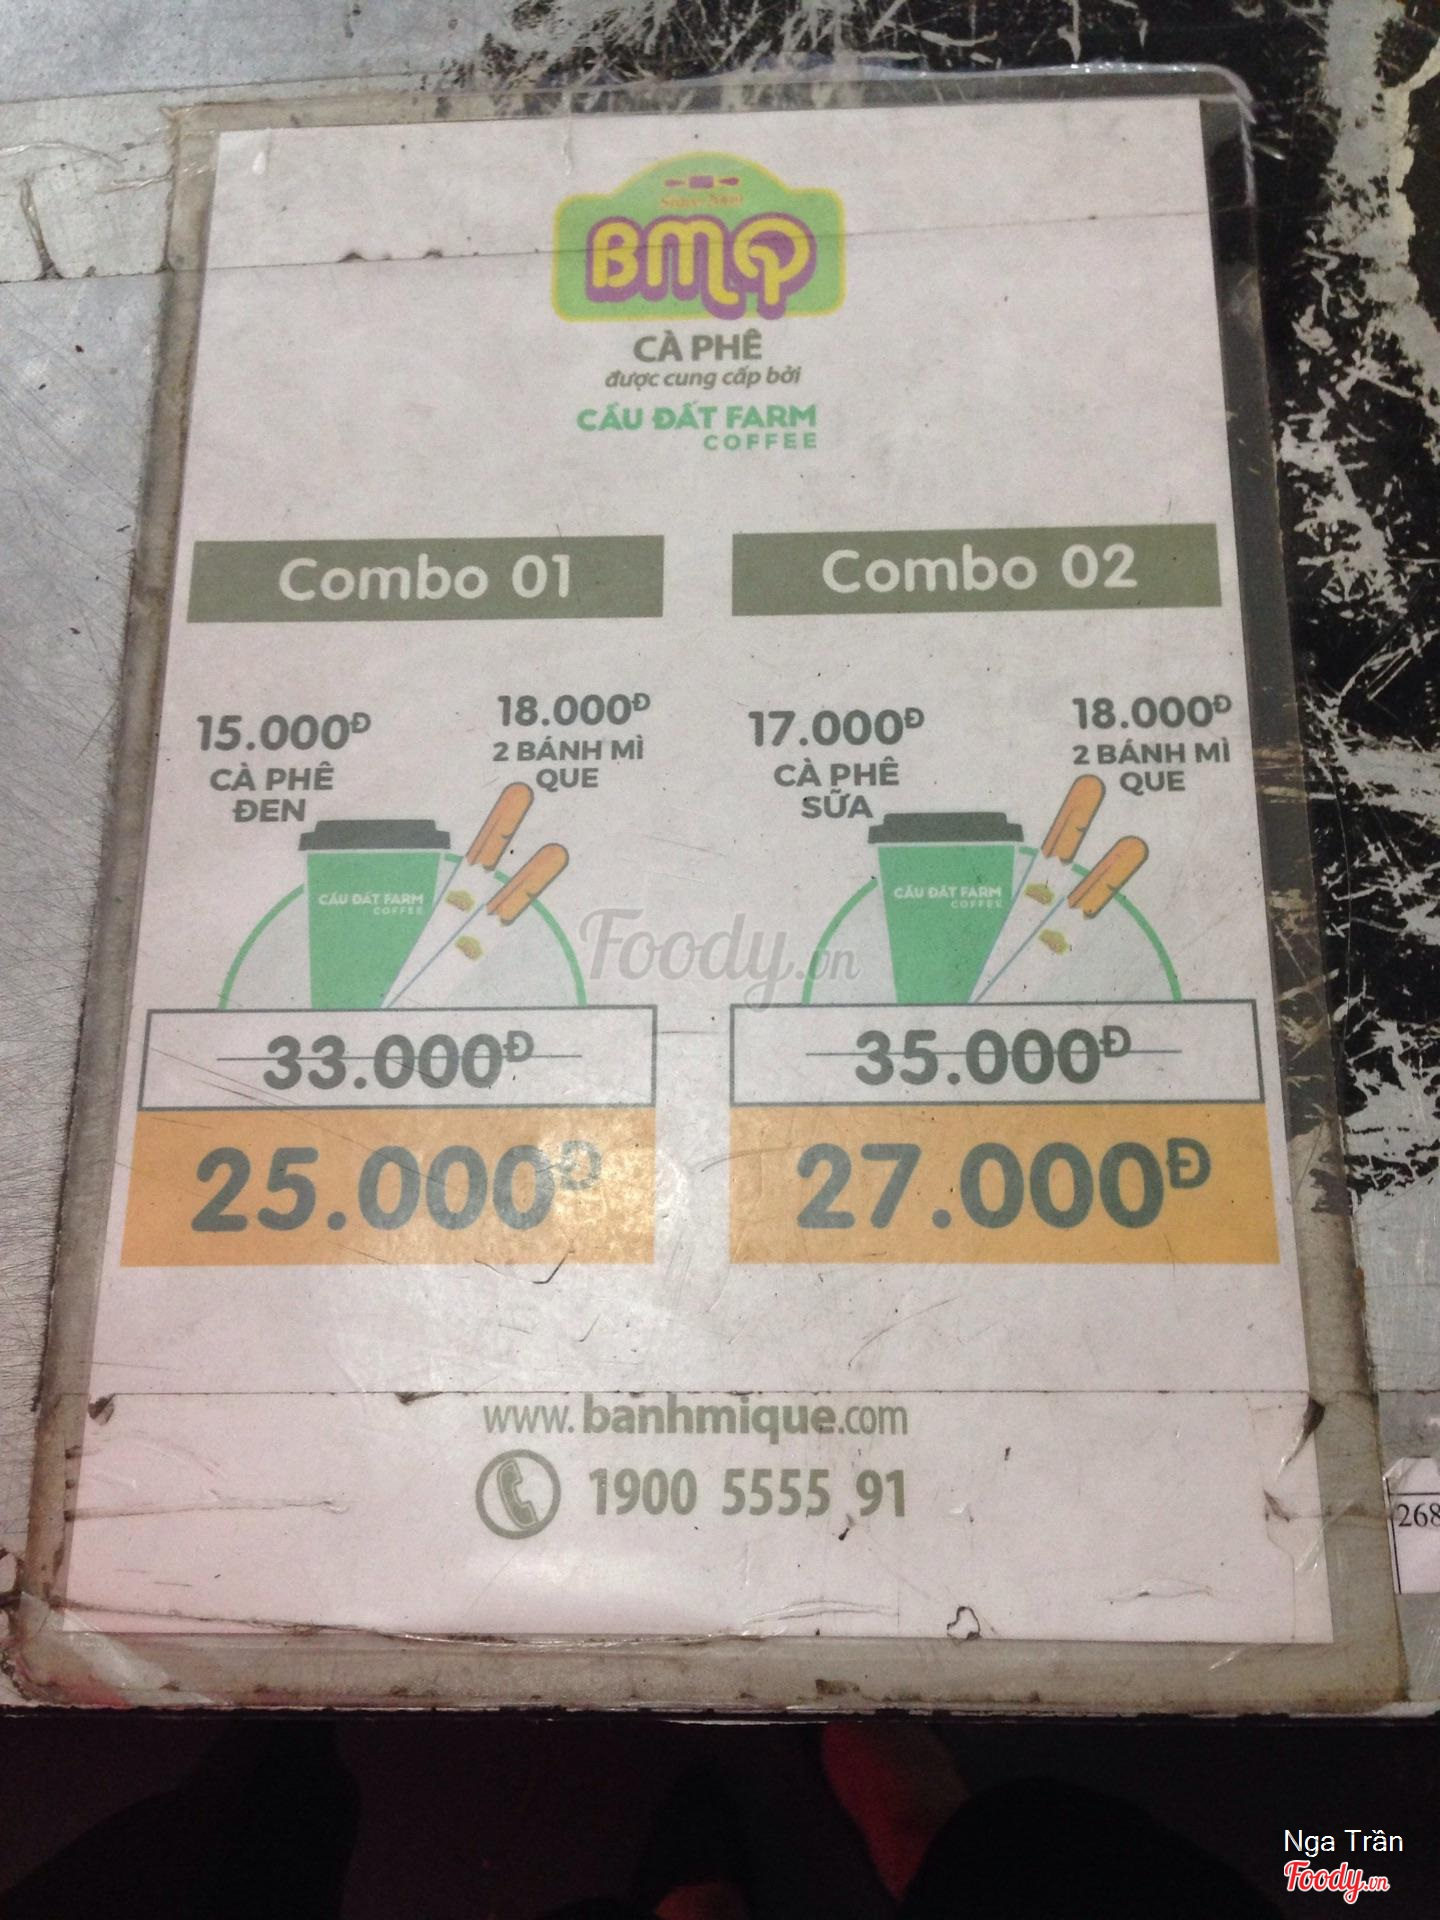 BMQ
CÀ PHÊ
được cung cấp bởi
CẦU ĐẤT FARM
COFFEE
Combo 01
15.000Đ
CÀ PHÊ
ĐEN
18.000Đ
2 BÁNH MÌ
QUE
CẦU ĐẤT FARM
COFFEE
33.000Đ
25.000Đ
Combo 02
17.000Đ
CÀ PHÊ
SỮA
18.000Đ
2 BÁNH MÌ
QUE
CẦU ĐẤT FARM
COFFEE
35.000Đ
27.000Đ
Foody.vn
www.banhmique.com
1900 5555 91
268
Nga Trần
Foody.vn